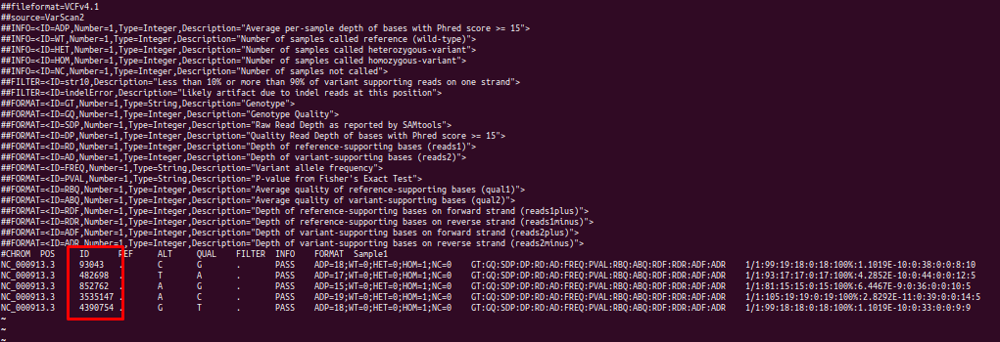 ##fileformat=VCFv4.1
##source=VarScan2
##INFO=<ID=ADP,Number=1,Type=Integer,Description="Average per-sample depth of bases with Phred score >= 15">
##INFO=<ID=WT,Number=1,Type=Integer,Description="Number of samples called reference (wild-type)">
##INFO=<ID=HET,Number=1,Type=Integer,Description="Number of samples called heterozygous-variant">
##INFO=<ID=HOM,Number=1,Type=Integer,Description="Number of samples called homozygous-variant">
##INFO=<ID=NC,Number=1,Type=Integer,Description="Number of samples not called">
##FILTER=<ID=str10,Description="Less than 10% or more than 90% of variant supporting reads on one strand">
##FILTER=<ID=indelError,Description="Likely artifact due to indel reads at this position">
##FORMAT=<ID=GT,Number=1,Type=String,Description="Genotype">
##FORMAT=<ID=GQ,Number=1,Type=Integer,Description="Genotype Quality">
##FORMAT=<ID=SDP,Number=1,Type=Integer,Description="Raw Read Depth as reported by SAMtools">
##FORMAT=<ID=DP,Number=1,Type=Integer,Description="Quality Read Depth of bases with Phred score >= 15">
##FORMAT=<ID=RD,Number=1,Type=Integer,Description="Depth of reference-supporting bases (reads1)">
##FORMAT=<ID=AD,Number=1,Type=Integer,Description="Depth of variant-supporting bases (reads2)">
##FORMAT=<ID=FREQ,Number=1,Type=String,Description="Variant allele frequency">
##FORMAT=<ID=PVAL,Number=1,Type=String,Description="P-value from Fisher's Exact Test">
##FORMAT=<ID=RBQ,Number=1,Type=Integer,Description="Average quality of reference-supporting bases (qual1)">
##FORMAT=<ID=ABQ,Number=1,Type=Integer,Description="Average quality of variant-supporting bases (qual2)">
##FORMAT=<ID=RDF,Number=1,Type=Integer,Description="Depth of reference-supporting bases on forward strand (reads1plus)">
##FORMAT=<ID=RDR,Number=1,Type=Integer,Description="Depth of reference-supporting bases on reverse strand (reads1minus)">
##FORMAT=<ID=ADF,Number=1,Type=Integer,Description="Depth of variant-supporting bases on forward strand (reads2plus)">
##FORMAT=<ID=ADR,Number=1,Type=Integer,Description="Depth of variant-supporting bases on reverse strand (reads2minus)">
#CHROM POS ID REF ALT QUAL FILTER INFO FORMAT Sample1
NC_000913.3 93043 . C G . PASS ADP=18;WT=0;HET=0;HOM=1;NC=0 GT:GQ:SDP:DP:RD:AD:FREQ:PVAL:RBQ:ABQ:RDF:RDR:ADF:ADR 1/1:99:19:18:0:18:100%:1.1019E-10:0:38:0:0:8:10
NC_000913.3 482698 . T A . PASS ADP=17;WT=0;HET=0;HOM=1;NC=0 GT:GQ:SDP:DP:RD:AD:FREQ:PVAL:RBQ:ABQ:RDF:RDR:ADF:ADR 1/1:93:17:17:0:17:100%:4.2852E-10:0:44:0:0:12:5
NC_000913.3 852762 . A G . PASS ADP=15;WT=0;HET=0;HOM=1;NC=0 GT:GQ:SDP:DP:RD:AD:FREQ:PVAL:RBQ:ABQ:RDF:RDR:ADF:ADR 1/1:81:15:15:0:15:100%:6.4467E-9:0:36:0:0:10:5
NC_000913.3 3535147 . A C . PASS ADP=19;WT=0;HET=0;HOM=1;NC=0 GT:GQ:SDP:DP:RD:AD:FREQ:PVAL:RBQ:ABQ:RDF:RDR:ADF:ADR 1/1:105:19:19:0:19:100%:2.8292E-11:0:39:0:0:14:5
NC_000913.3 4390754 . G T . PASS ADP=18;WT=0;HET=0;HOM=1;NC=0 GT:GQ:SDP:DP:RD:AD:FREQ:PVAL:RBQ:ABQ:RDF:RDR:ADF:ADR 1/1:99:18:18:0:18:100%:1.1019E-10:0:33:0:0:9:9
~
~
~